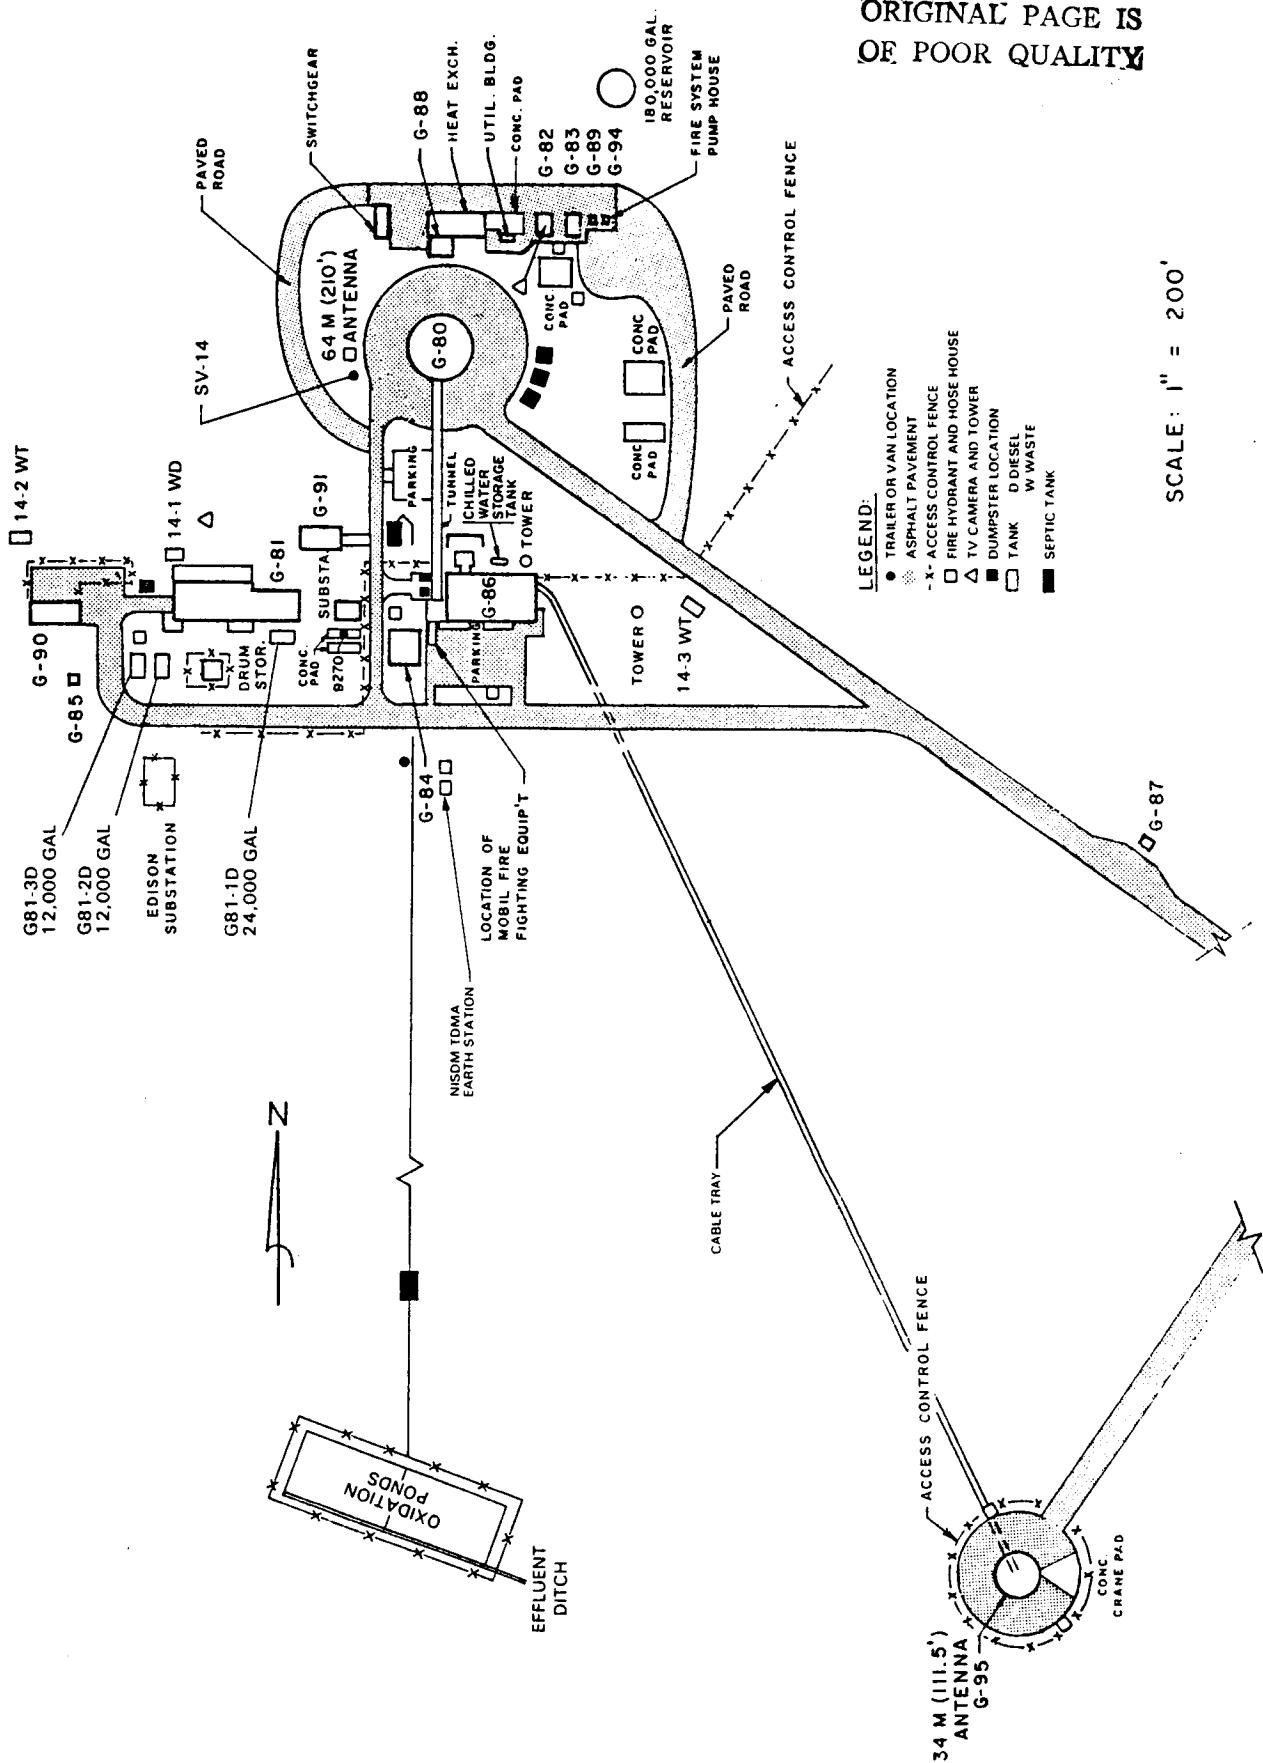 ORIGINAL PAGE IS
OF POOR QUALITY
14-2 WT
G-90
G-85
G81-3D
12,000 GAL
G81-2D
12,000 GAL
EDISON
SUBSTATION
G81-1D
24,000 GAL
14-1 WD
G-81
DRUM
STOR.
CONC.
PAD
9270
SUBSTA.
G-91
PAVED
ROAD
SV-14
SWITCHGEAR
64 M (210')
ANTENNA
G-80
G-88
HEAT EXCH.
UTIL. BLDG.
CONC. PAD
G-82
G-83
G-89
G-94
180,000 GAL.
RESERVOIR
FIRE SYSTEM
PUMP HOUSE
CONC.
PAD
CONC
PAD
CONC
PAD
PAVED
ROAD
ACCESS CONTROL FENCE
PARKING
TUNNEL
CHILLED
WATER
STORAGE
TANK
TOWER
G-86
PARKING
TOWER
14-3 WT
G-84
NISDM TDMA
EARTH STATION
LOCATION OF
MOBIL FIRE
FIGHTING EQUIP'T
G-87
N
CABLE TRAY
OXIDATION
PONDS
EFFLUENT
DITCH
ACCESS CONTROL FENCE
34 M (111.5')
ANTENNA
G-95
CONC.
CRANE PAD
LEGEND:
TRAILER OR VAN LOCATION
ASPHALT PAVEMENT
-x- ACCESS CONTROL FENCE
FIRE HYDRANT AND HOSE HOUSE
TV CAMERA AND TOWER
DUMPSTER LOCATION
TANK D DIESEL
W WASTE
SEPTIC TANK
SCALE: 1" = 200'